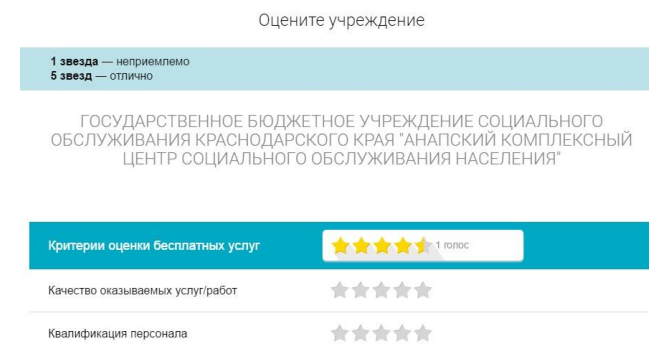 Оцените учреждение
1 звезда — неприемлемо
5 звезд — отлично
ГОСУДАРСТВЕННОЕ БЮДЖЕТНОЕ УЧРЕЖДЕНИЕ СОЦИАЛЬНОГО
ОБСЛУЖИВАНИЯ КРАСНОДАРСКОГО КРАЯ "АНАПСКИЙ КОМПЛЕКСНЫЙ
ЦЕНТР СОЦИАЛЬНОГО ОБСЛУЖИВАНИЯ НАСЕЛЕНИЯ"
Критерии оценки бесплатных услуг 1 голос
Качество оказываемых услуг/работ
Квалификация персонала